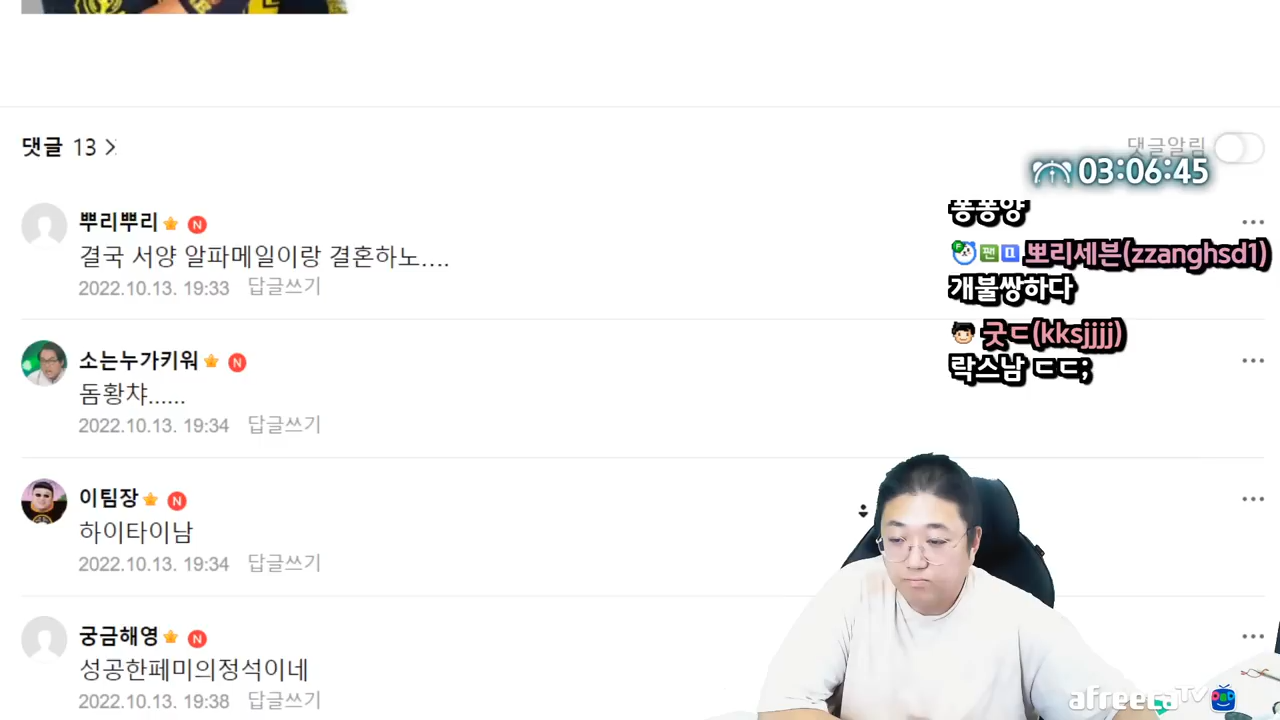 댓글 13
댓글알림
03:06:45
뿌리뿌리 N
결국 서양 알파메일이랑 결혼하노....
2022.10.13. 19:33 답글쓰기
소는누가키워 N
돔황챠......
2022.10.13. 19:34 답글쓰기
이팀장 N
하이타이남
2022.10.13. 19:34 답글쓰기
궁금해영 N
성공한페미의정석이네
2022.10.13. 19:38 답글쓰기
퐁퐁양
F 팬 뽀리세븐(zzanghsd1)
개불쌍하다
굿ㄷ(kksjjjj)
락스남 ㄷㄷ;
afreecaTV